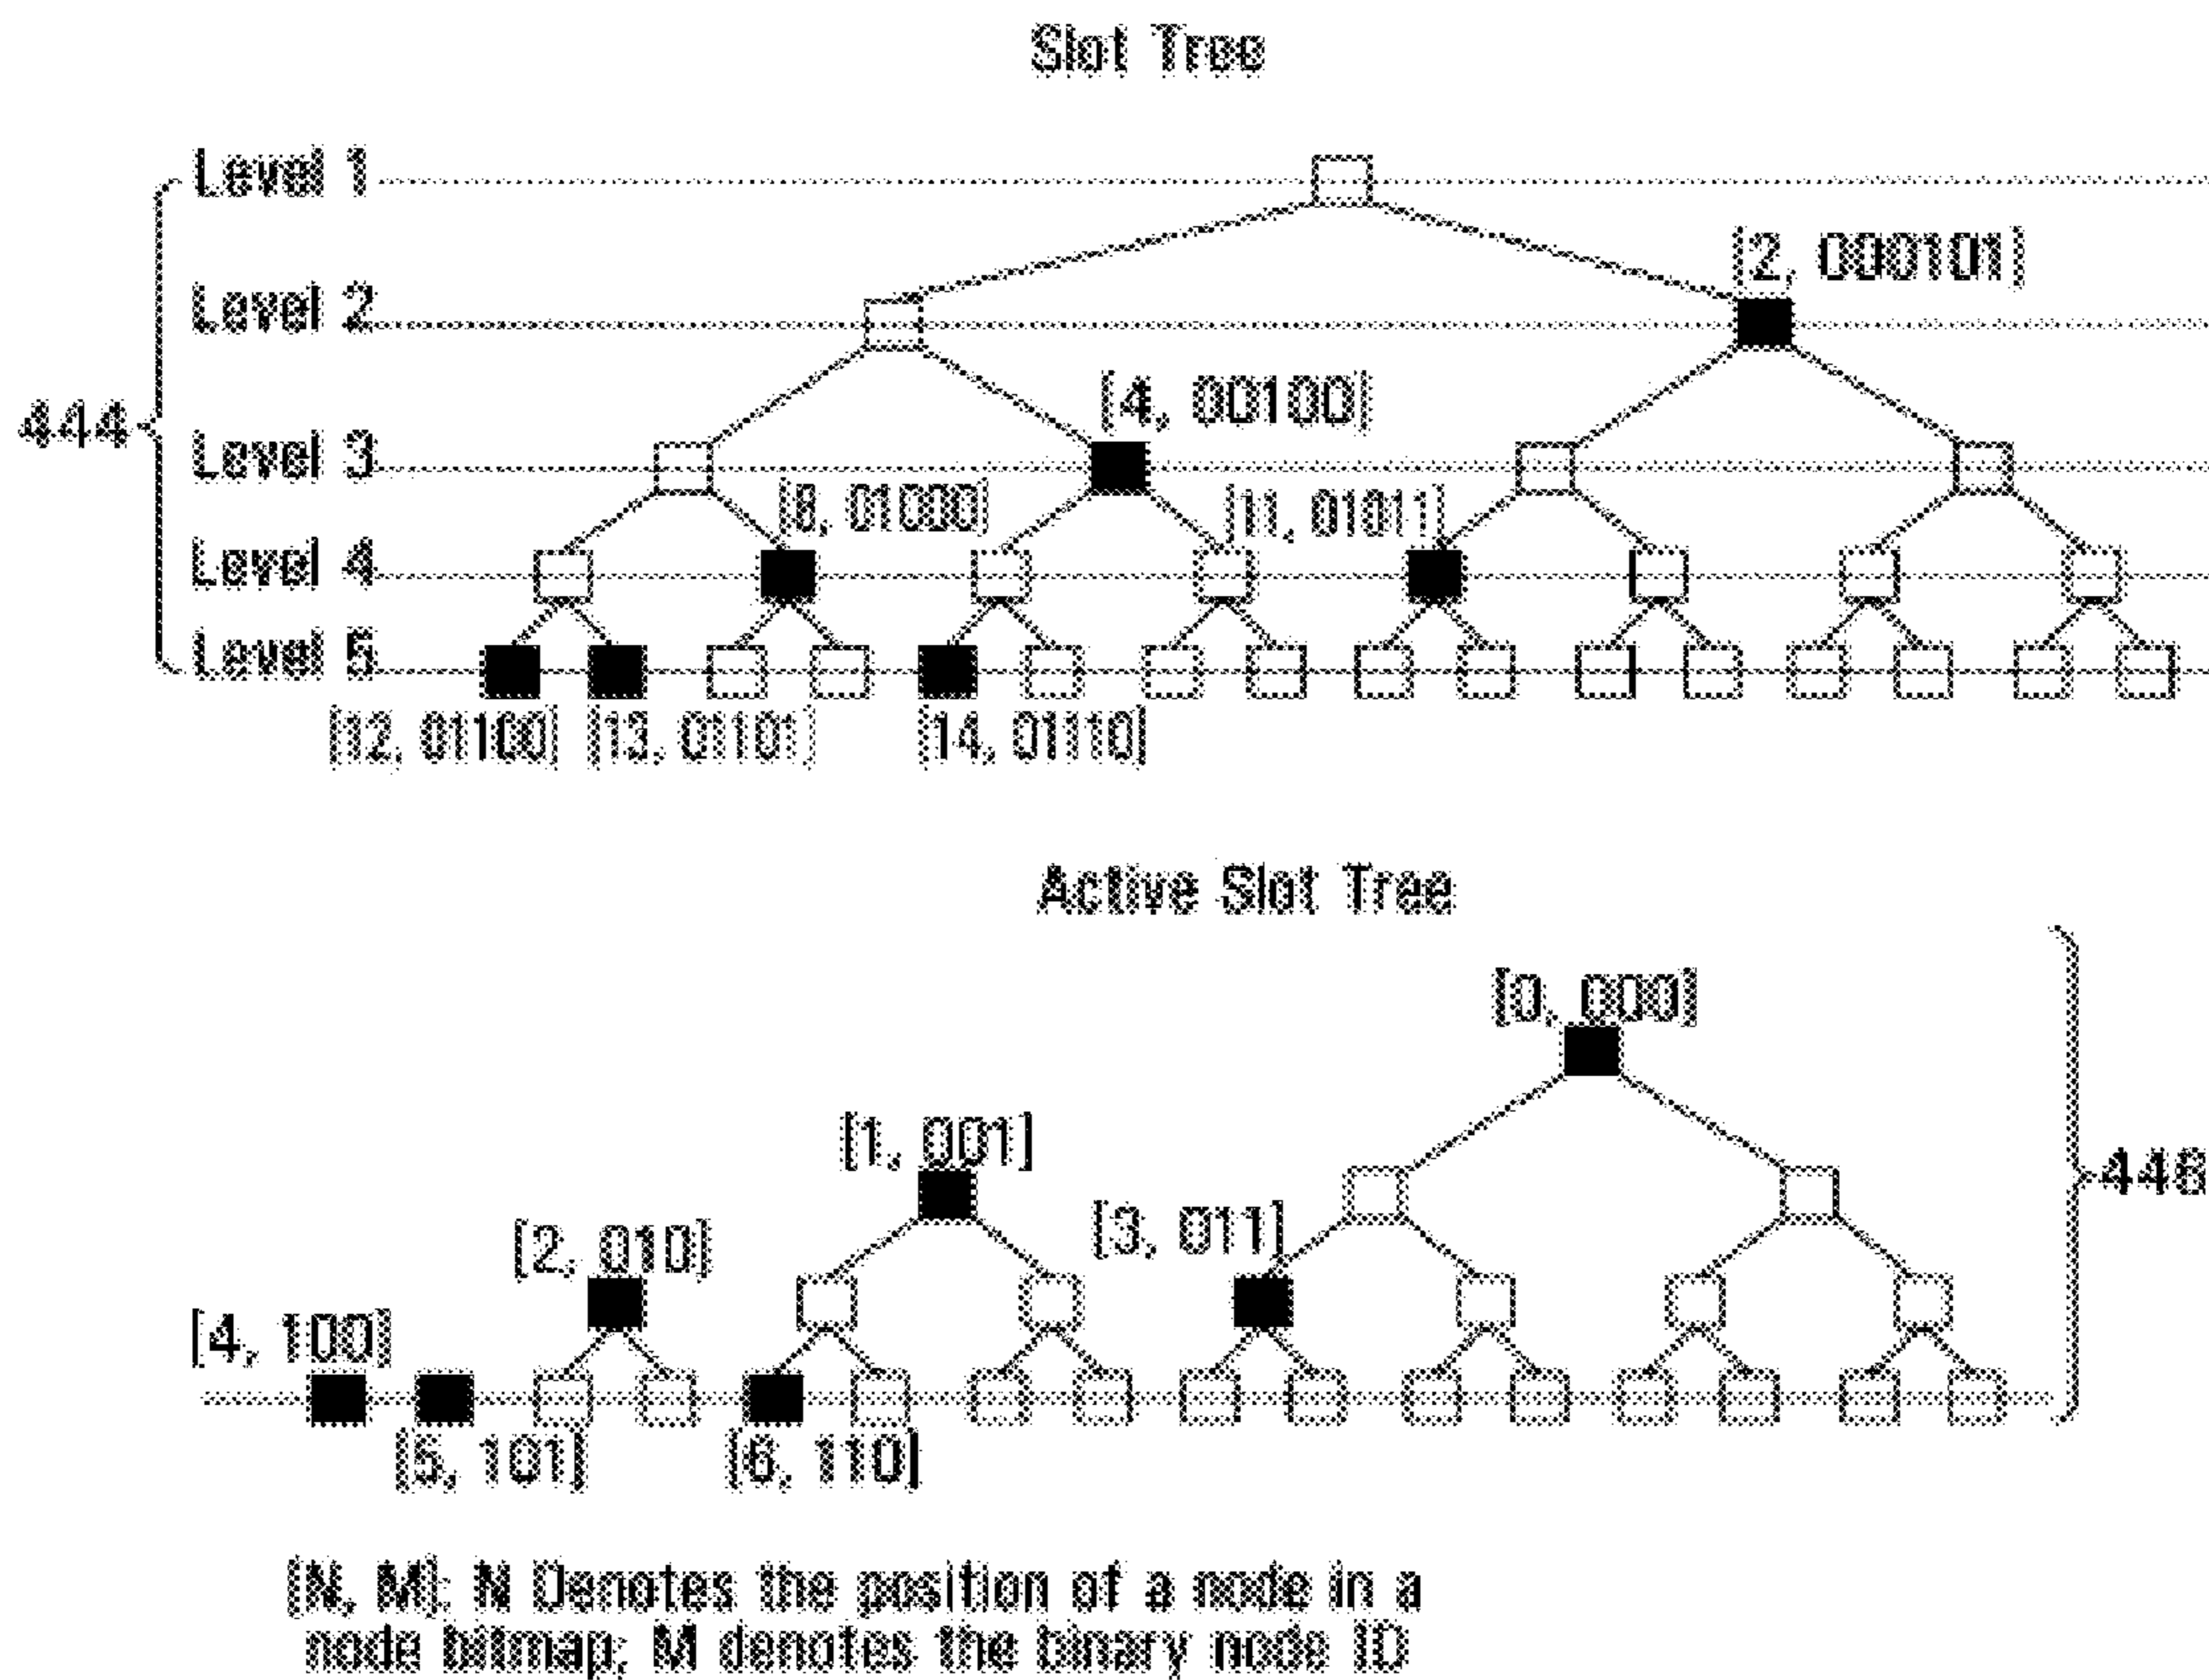 Slot Tree
Level 1
[2, 000101]
Level 2
[4, 00100]
444
Level 3
[8, 01000]
[11, 01011]
Level 4
Level 5
[12, 01100]
[13, 01101]
[14, 01110]
Active Slot Tree
[0, 000]
[1, 001]
446
[3, 011]
[2, 010]
[4, 100]
[5, 101]
[6, 110]
[N, M]: N Denotes the position of a node in a
node bitmap; M denotes the binary node ID